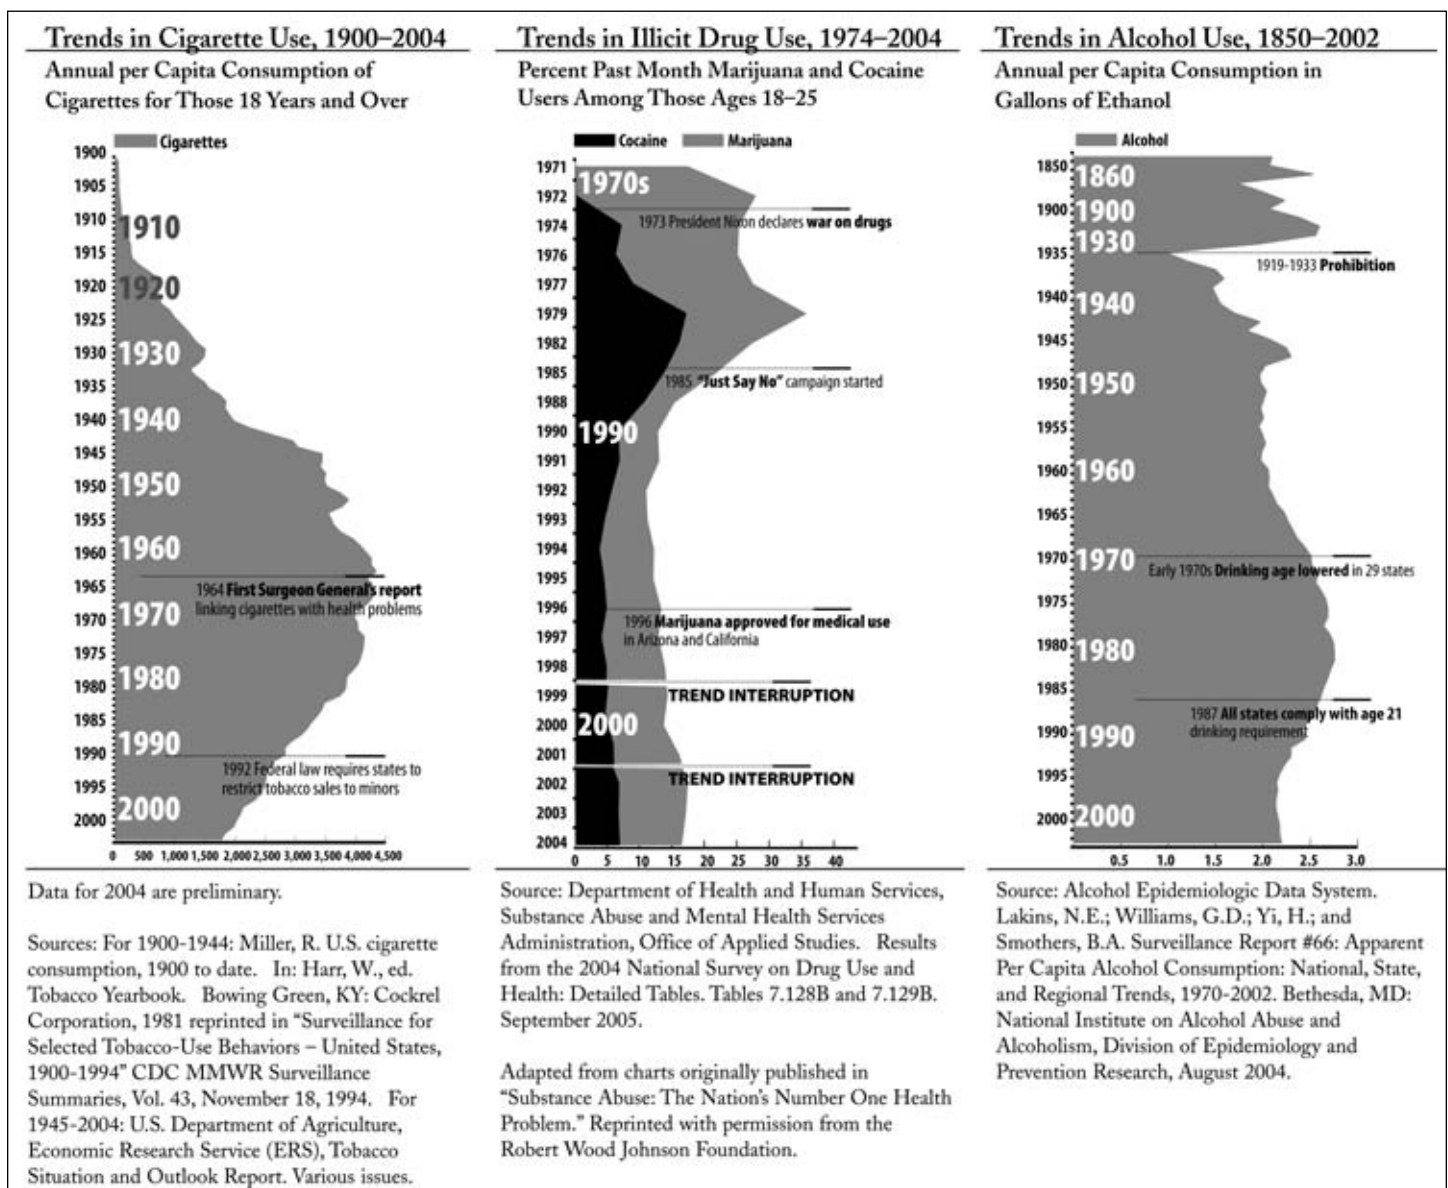 Trends in Cigarette Use, 1900–2004
Annual per Capita Consumption of
Cigarettes for Those 18 Years and Over
Cigarettes
1900
1905
1910
1915
1920
1925
1930
1935
1940
1945
1950
1955
1960
1965
1970
1975
1980
1985
1990
1995
2000
1910
1920
1930
1940
1950
1960
1964 First Surgeon General's report
linking cigarettes with health problems
1970
1980
1990
1992 Federal law requires states to
restrict tobacco sales to minors
2000
0 500 1,000 1,500 2,000 2,500 3,000 3,500 4,000 4,500
Data for 2004 are preliminary.
Sources: For 1900-1944: Miller, R. U.S. cigarette
consumption, 1900 to date. In: Harr, W., ed.
Tobacco Yearbook. Bowing Green, KY: Cockrel
Corporation, 1981 reprinted in “Surveillance for
Selected Tobacco-Use Behaviors – United States,
1900-1994” CDC MMWR Surveillance
Summaries, Vol. 43, November 18, 1994. For
1945-2004: U.S. Department of Agriculture,
Economic Research Service (ERS), Tobacco
Situation and Outlook Report. Various issues.
Trends in Illicit Drug Use, 1974–2004
Percent Past Month Marijuana and Cocaine
Users Among Those Ages 18–25
Cocaine Marijuana
1971
1972
1974
1976
1977
1979
1982
1985
1988
1990
1991
1992
1993
1994
1995
1996
1997
1998
1999
2000
2001
2002
2003
2004
1970s
1973 President Nixon declares war on drugs
1985 "Just Say No" campaign started
1990
1996 Marijuana approved for medical use
in Arizona and California
TREND INTERRUPTION
2000
TREND INTERRUPTION
0 5 10 15 20 25 30 35 40
Source: Department of Health and Human Services,
Substance Abuse and Mental Health Services
Administration, Office of Applied Studies. Results
from the 2004 National Survey on Drug Use and
Health: Detailed Tables. Tables 7.128B and 7.129B.
September 2005.
Adapted from charts originally published in
“Substance Abuse: The Nation's Number One Health
Problem.” Reprinted with permission from the
Robert Wood Johnson Foundation.
Trends in Alcohol Use, 1850–2002
Annual per Capita Consumption in
Gallons of Ethanol
Alcohol
1850
1900
1935
1940
1945
1950
1955
1960
1965
1970
1975
1980
1985
1990
1995
2000
1860
1900
1930
1919-1933 Prohibition
1940
1950
1960
1970
Early 1970s Drinking age lowered in 29 states
1980
1987 All states comply with age 21
drinking requirement
1990
2000
0.5 1.0 1.5 2.0 2.5 3.0
Source: Alcohol Epidemiologic Data System.
Lakins, N.E.; Williams, G.D.; Yi, H.; and
Smothers, B.A. Surveillance Report #66: Apparent
Per Capita Alcohol Consumption: National, State,
and Regional Trends, 1970-2002. Bethesda, MD:
National Institute on Alcohol Abuse and
Alcoholism, Division of Epidemiology and
Prevention Research, August 2004.